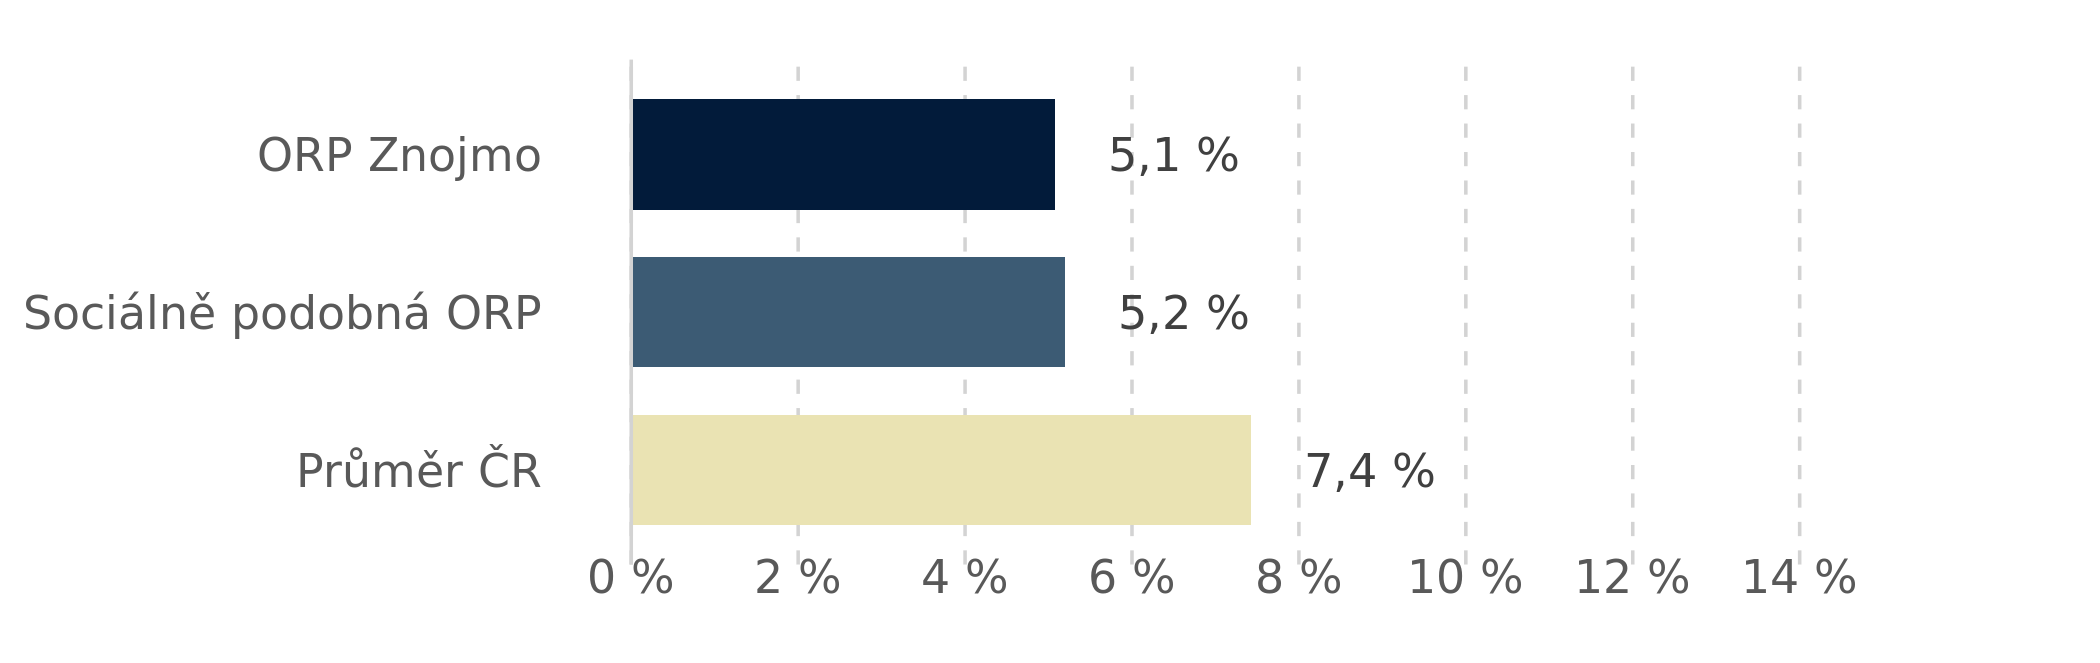 ORP Znojmo 5,1 %
Sociálně podobná ORP 5,2 %
Průměr ČR 7,4 %
0 % 2 % 4 % 6 % 8 % 10 % 12 % 14 %